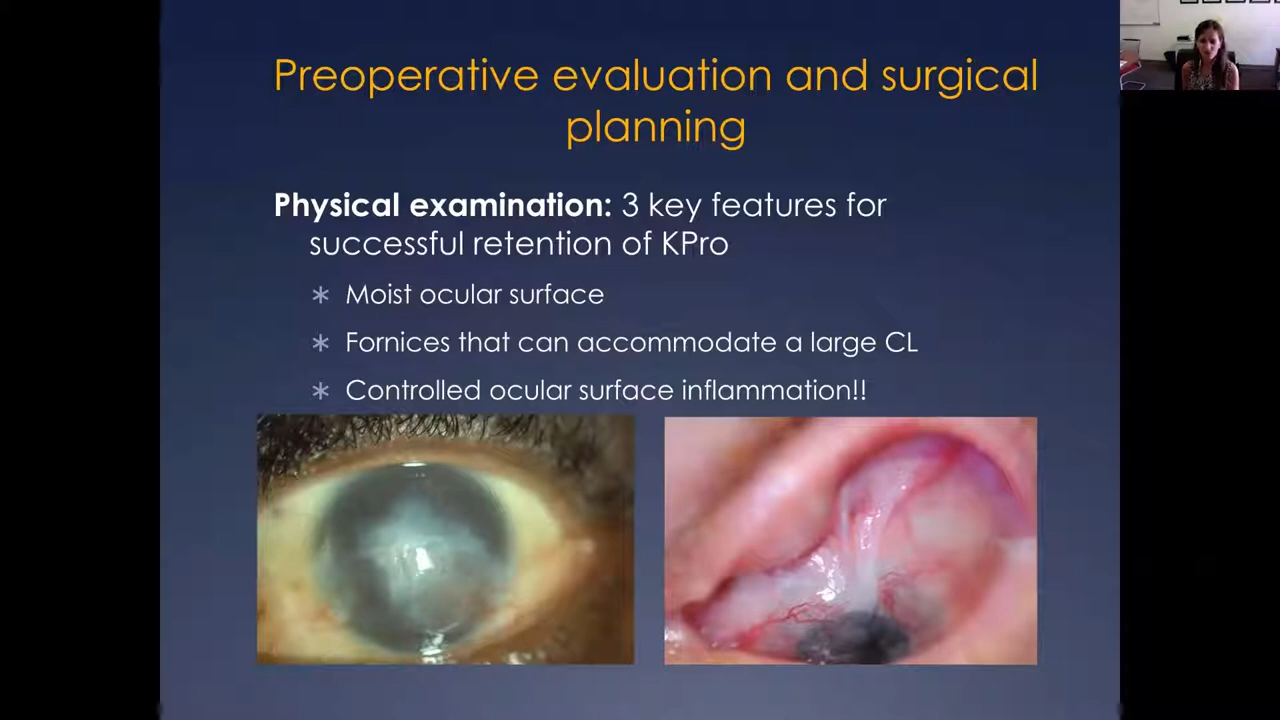 Preoperative evaluation and surgical
planning
Physical examination: 3 key features for
successful retention of KPro
* Moist ocular surface
* Fornices that can accommodate a large CL
* Controlled ocular surface inflammation!!